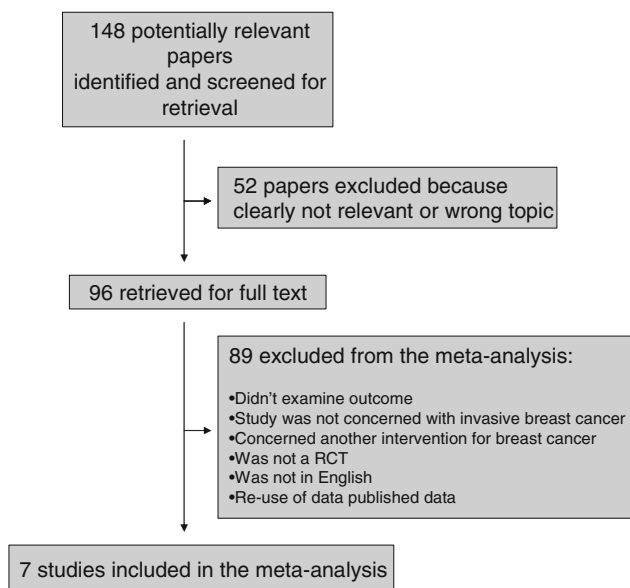 148 potentially relevant
papers
identified and screened for
retrieval
52 papers excluded because
clearly not relevant or wrong topic
96 retrieved for full text
89 excluded from the meta-analysis:
•Didn't examine outcome
•Study was not concerned with invasive breast cancer
•Concerned another intervention for breast cancer
•Was not a RCT
•Was not in English
•Re-use of data published data
7 studies included in the meta-analysis